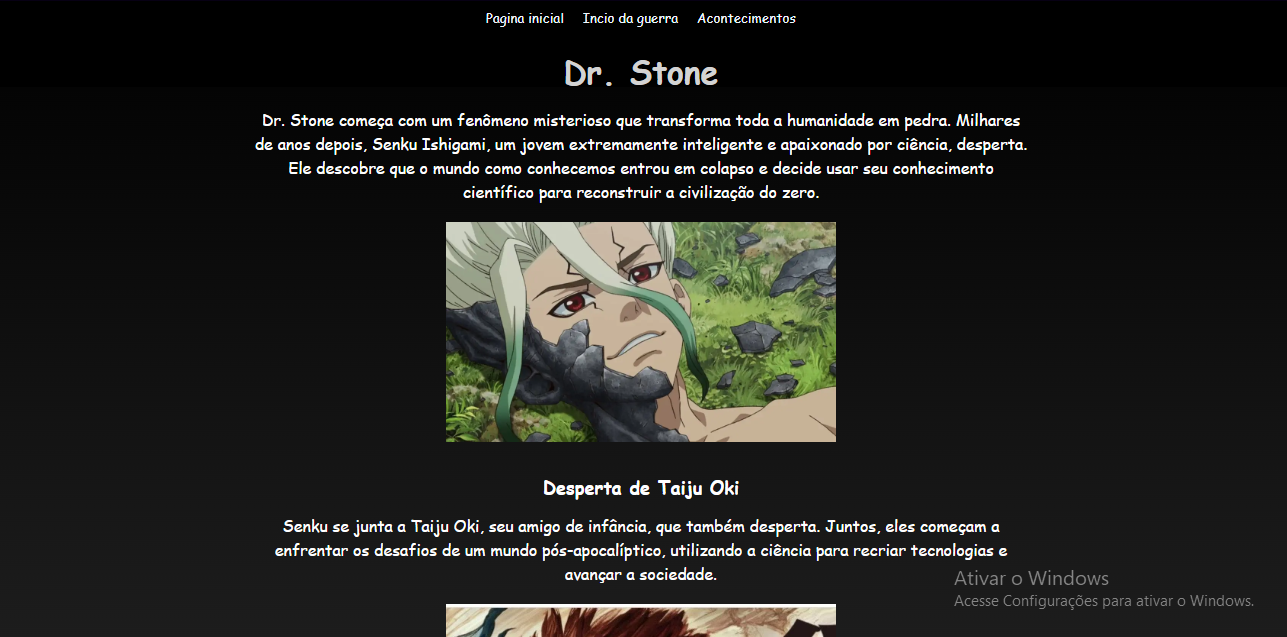 Pagina inicial Incio da guerra Acontecimentos
Dr. Stone
Dr. Stone começa com um fenômeno misterioso que transforma toda a humanidade em pedra. Milhares
de anos depois, Senku Ishigami, um jovem extremamente inteligente e apaixonado por ciência, desperta.
Ele descobre que o mundo como conhecemos entrou em colapso e decide usar seu conhecimento
científico para reconstruir a civilização do zero.
Desperta de Taiju Oki
Senku se junta a Taiju Oki, seu amigo de infância, que também desperta. Juntos, eles começam a
enfrentar os desafios de um mundo pós-apocalíptico, utilizando a ciência para recriar tecnologias e
avançar a sociedade.
Ativar o Windows
Acesse Configurações para ativar o Windows.